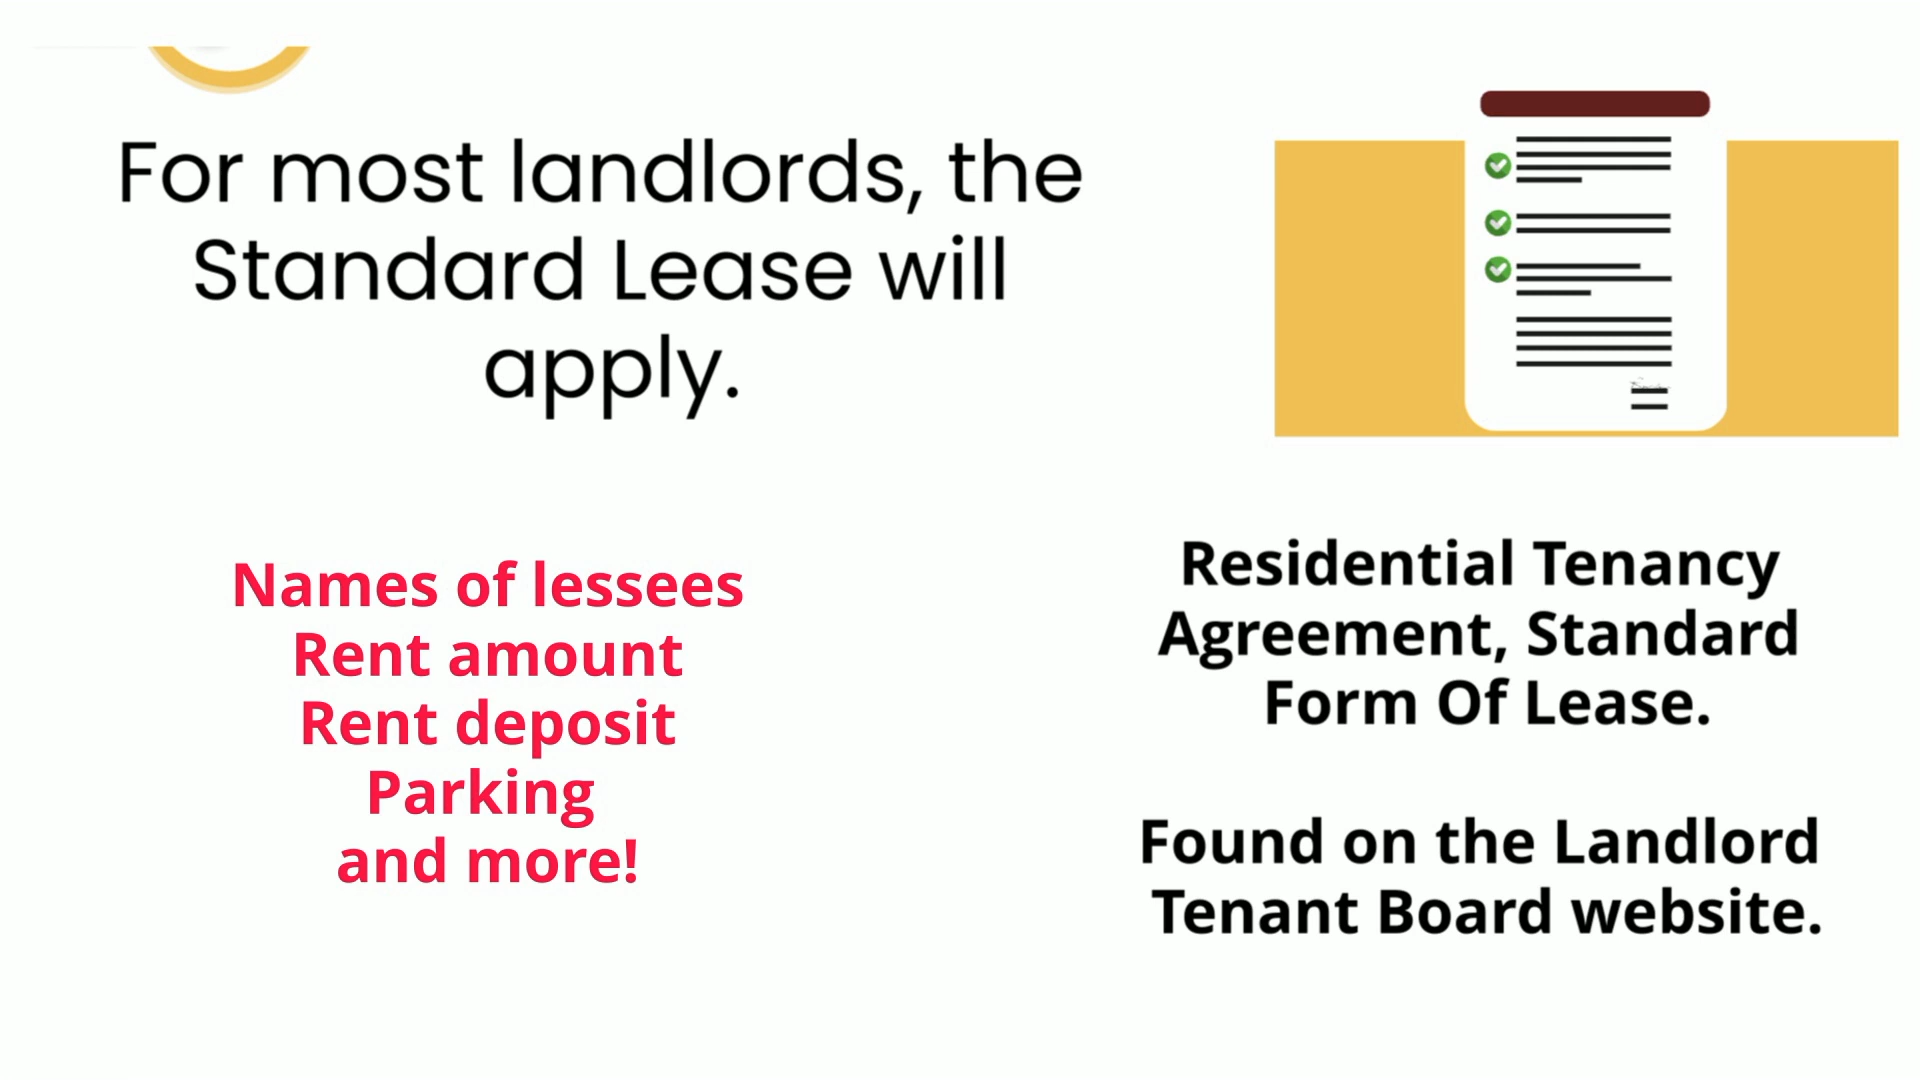 For most landlords, the
Standard Lease will
apply.
Names of lessees
Rent amount
Rent deposit
Parking
and more!
Residential Tenancy
Agreement, Standard
Form Of Lease.
Found on the Landlord
Tenant Board website.